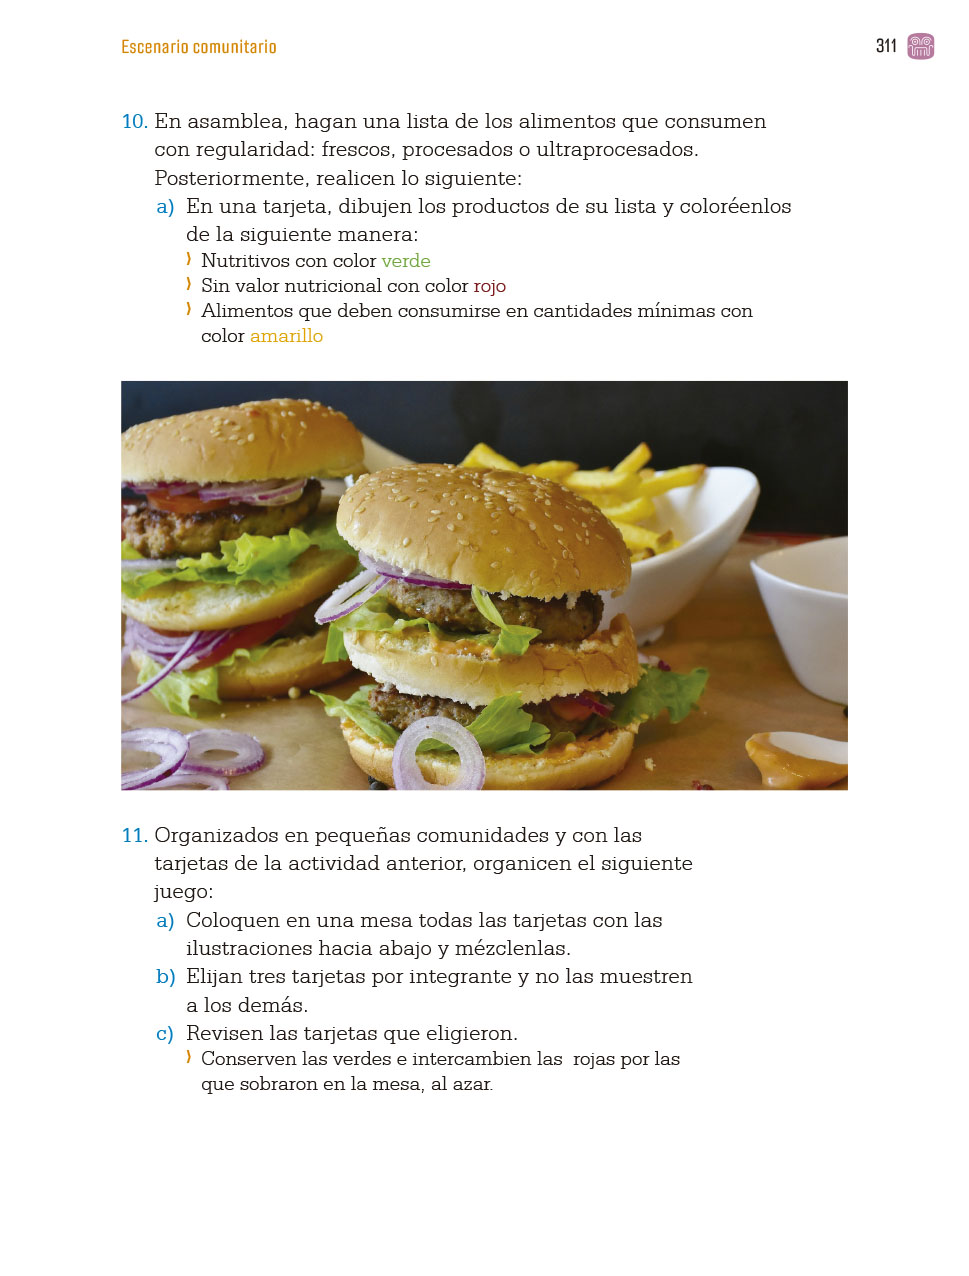 Escenario comunitario
311
10. En asamblea, hagan una lista de los alimentos que consumen
con regularidad: frescos, procesados o ultraprocesados.
Posteriormente, realicen lo siguiente:
a) En una tarjeta, dibujen los productos de su lista y coloréenlos
de la siguiente manera:
⟩ Nutritivos con color verde
⟩ Sin valor nutricional con color rojo
⟩ Alimentos que deben consumirse en cantidades mínimas con
color amarillo
11. Organizados en pequeñas comunidades y con las
tarjetas de la actividad anterior, organicen el siguiente
juego:
a) Coloquen en una mesa todas las tarjetas con las
ilustraciones hacia abajo y mézclenlas.
b) Elijan tres tarjetas por integrante y no las muestren
a los demás.
c) Revisen las tarjetas que eligieron.
⟩ Conserven las verdes e intercambien las rojas por las
que sobraron en la mesa, al azar.